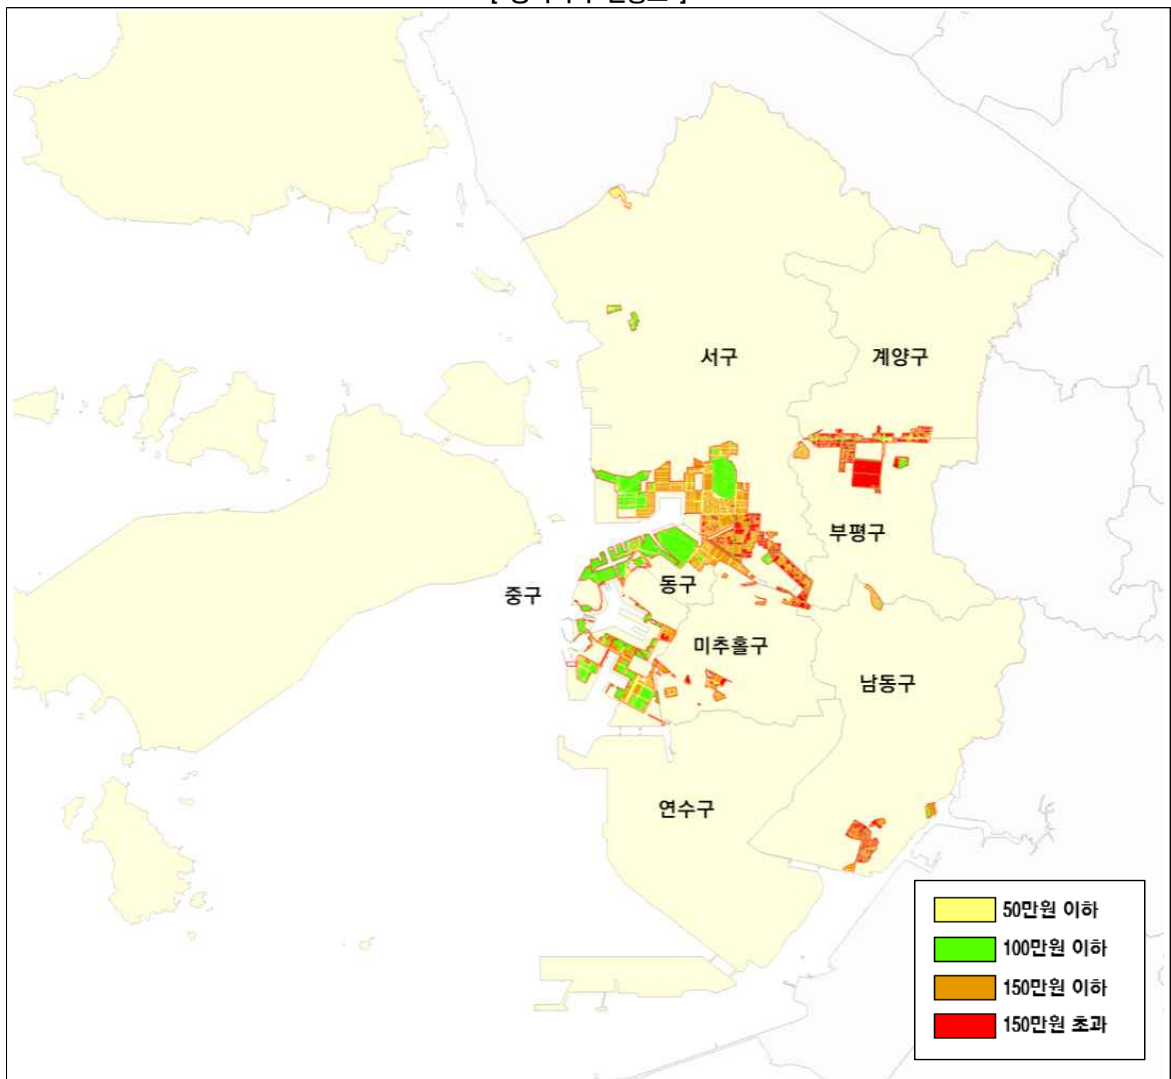 서구
계양구
부평구
중구
동구
미추홀구
남동구
연수구
50만원 이하
100만원 이하
150만원 이하
150만원 초과